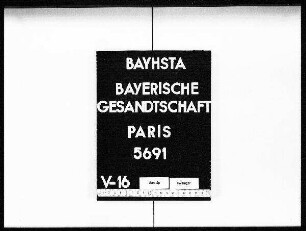 BAYHSTA
BAYERISCHE
GESANDTSCHAFT
PARIS
5691
V-16